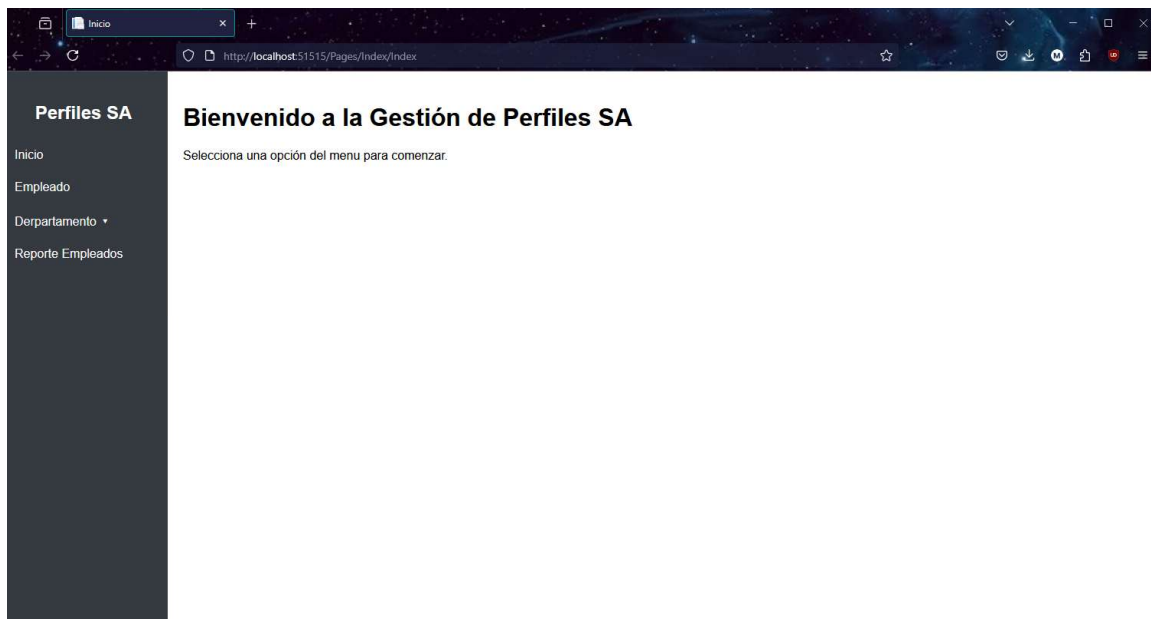 Inicio
http://localhost:51515/Pages/Index/Index
Perfiles SA
Inicio
Empleado
Derpartamento
Reporte Empleados
Bienvenido a la Gestión de Perfiles SA
Selecciona una opción del menu para comenzar.
M